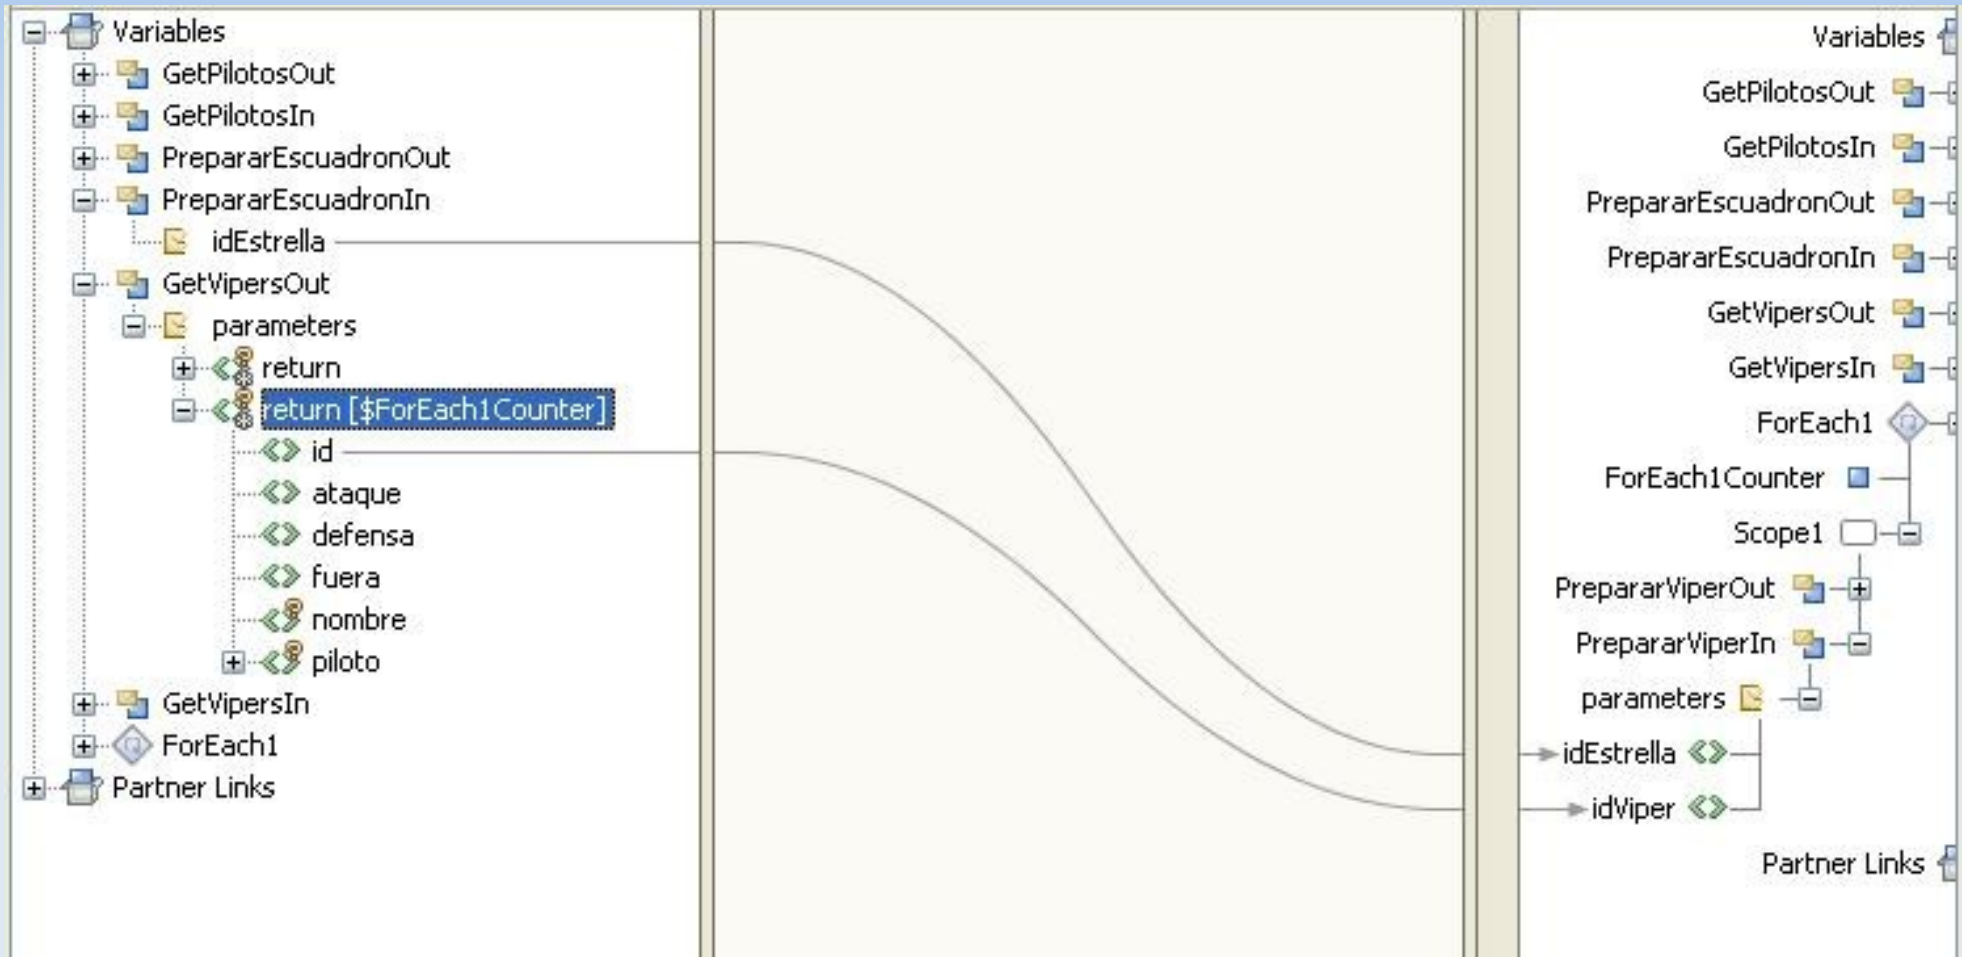 Variables
GetPilotosOut
GetPilotosIn
PrepararEscuadronOut
PrepararEscuadronIn
idEstrella
GetVipersOut
parameters
return
return [$ForEach1Counter]
id
ataque
defensa
fuera
nombre
piloto
GetVipersIn
ForEach1
Partner Links
Variables
GetPilotosOut
GetPilotosIn
PrepararEscuadronOut
PrepararEscuadronIn
GetVipersOut
GetVipersIn
ForEach1
ForEach1Counter
Scope1
PrepararViperOut
PrepararViperIn
parameters
idEstrella
idViper
Partner Links